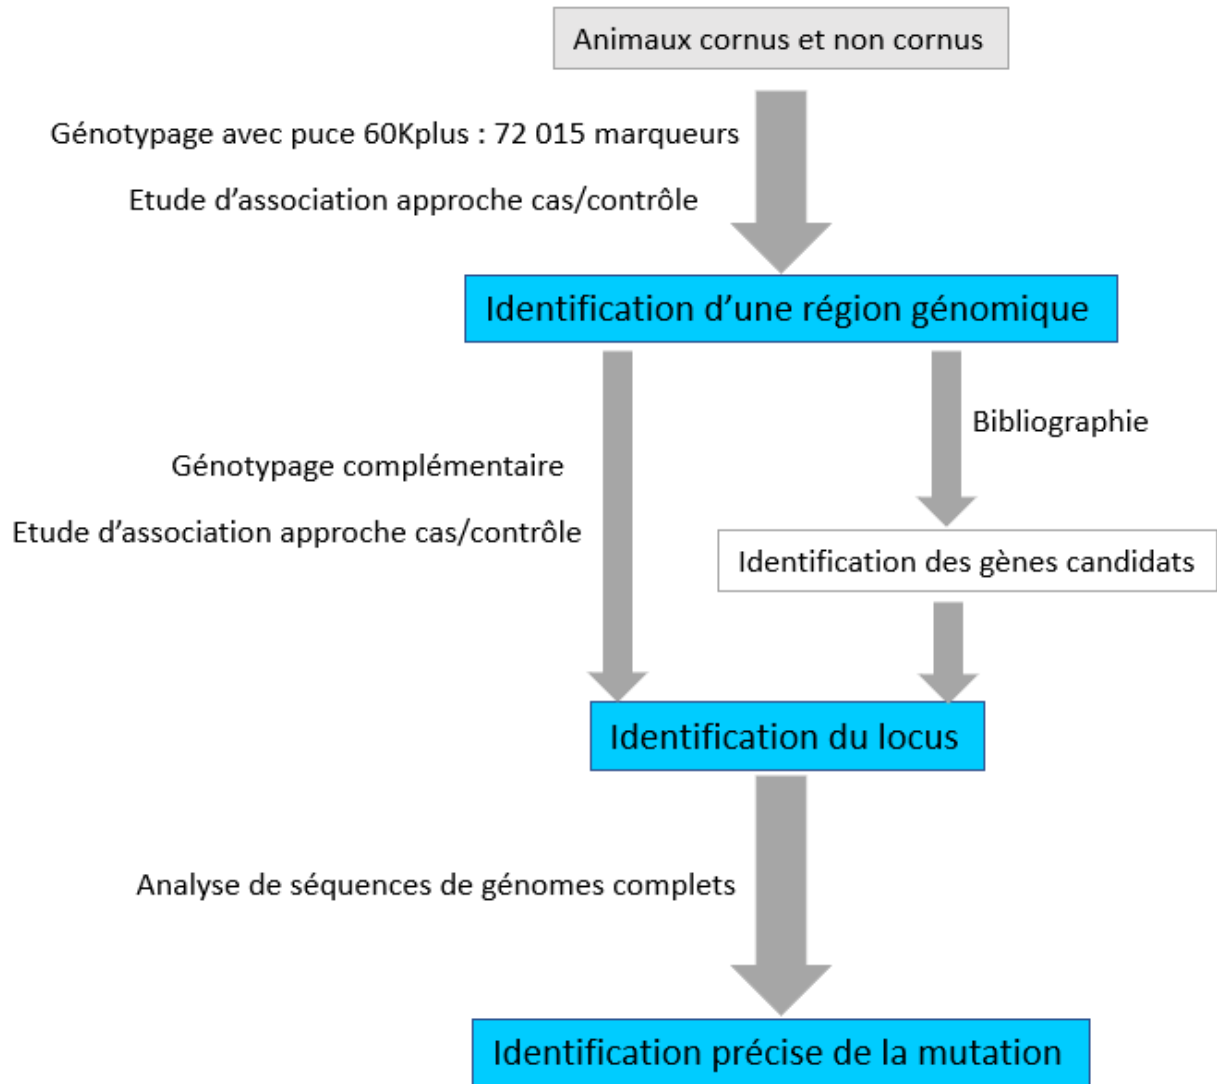 Animaux cornus et non cornus
Génotypage avec puce 60Kplus : 72 015 marqueurs
Etude d’association approche cas/contrôle
Identification d’une région génomique
Bibliographie
Génotypage complémentaire
Etude d’association approche cas/contrôle
Identification des gènes candidats
Identification du locus
Analyse de séquences de génomes complets
Identification précise de la mutation